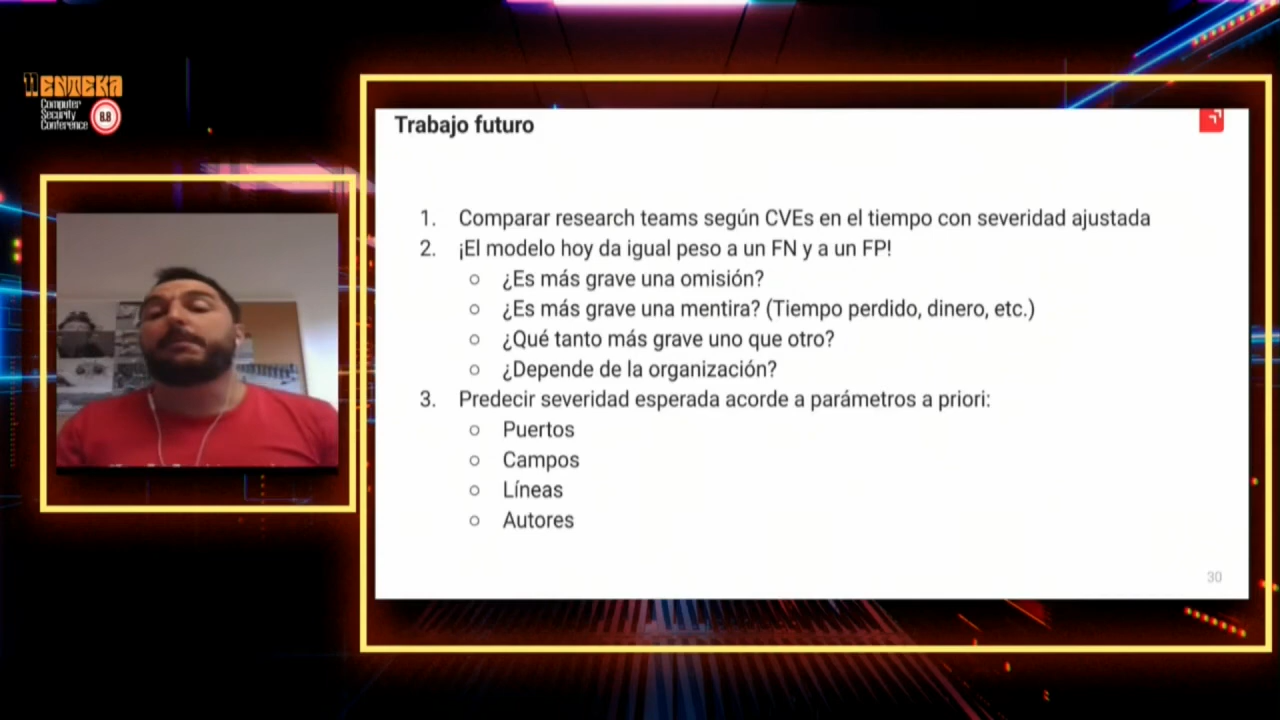 11ENTEKA
Computer
Security
Conference
8.8
Trabajo futuro
1. Comparar research teams según CVEs en el tiempo con severidad ajustada
2. ¡El modelo hoy da igual peso a un FN y a un FP!
○ ¿Es más grave una omisión?
○ ¿Es más grave una mentira? (Tiempo perdido, dinero, etc.)
○ ¿Qué tanto más grave uno que otro?
○ ¿Depende de la organización?
3. Predecir severidad esperada acorde a parámetros a priori:
○ Puertos
○ Campos
○ Líneas
○ Autores
30